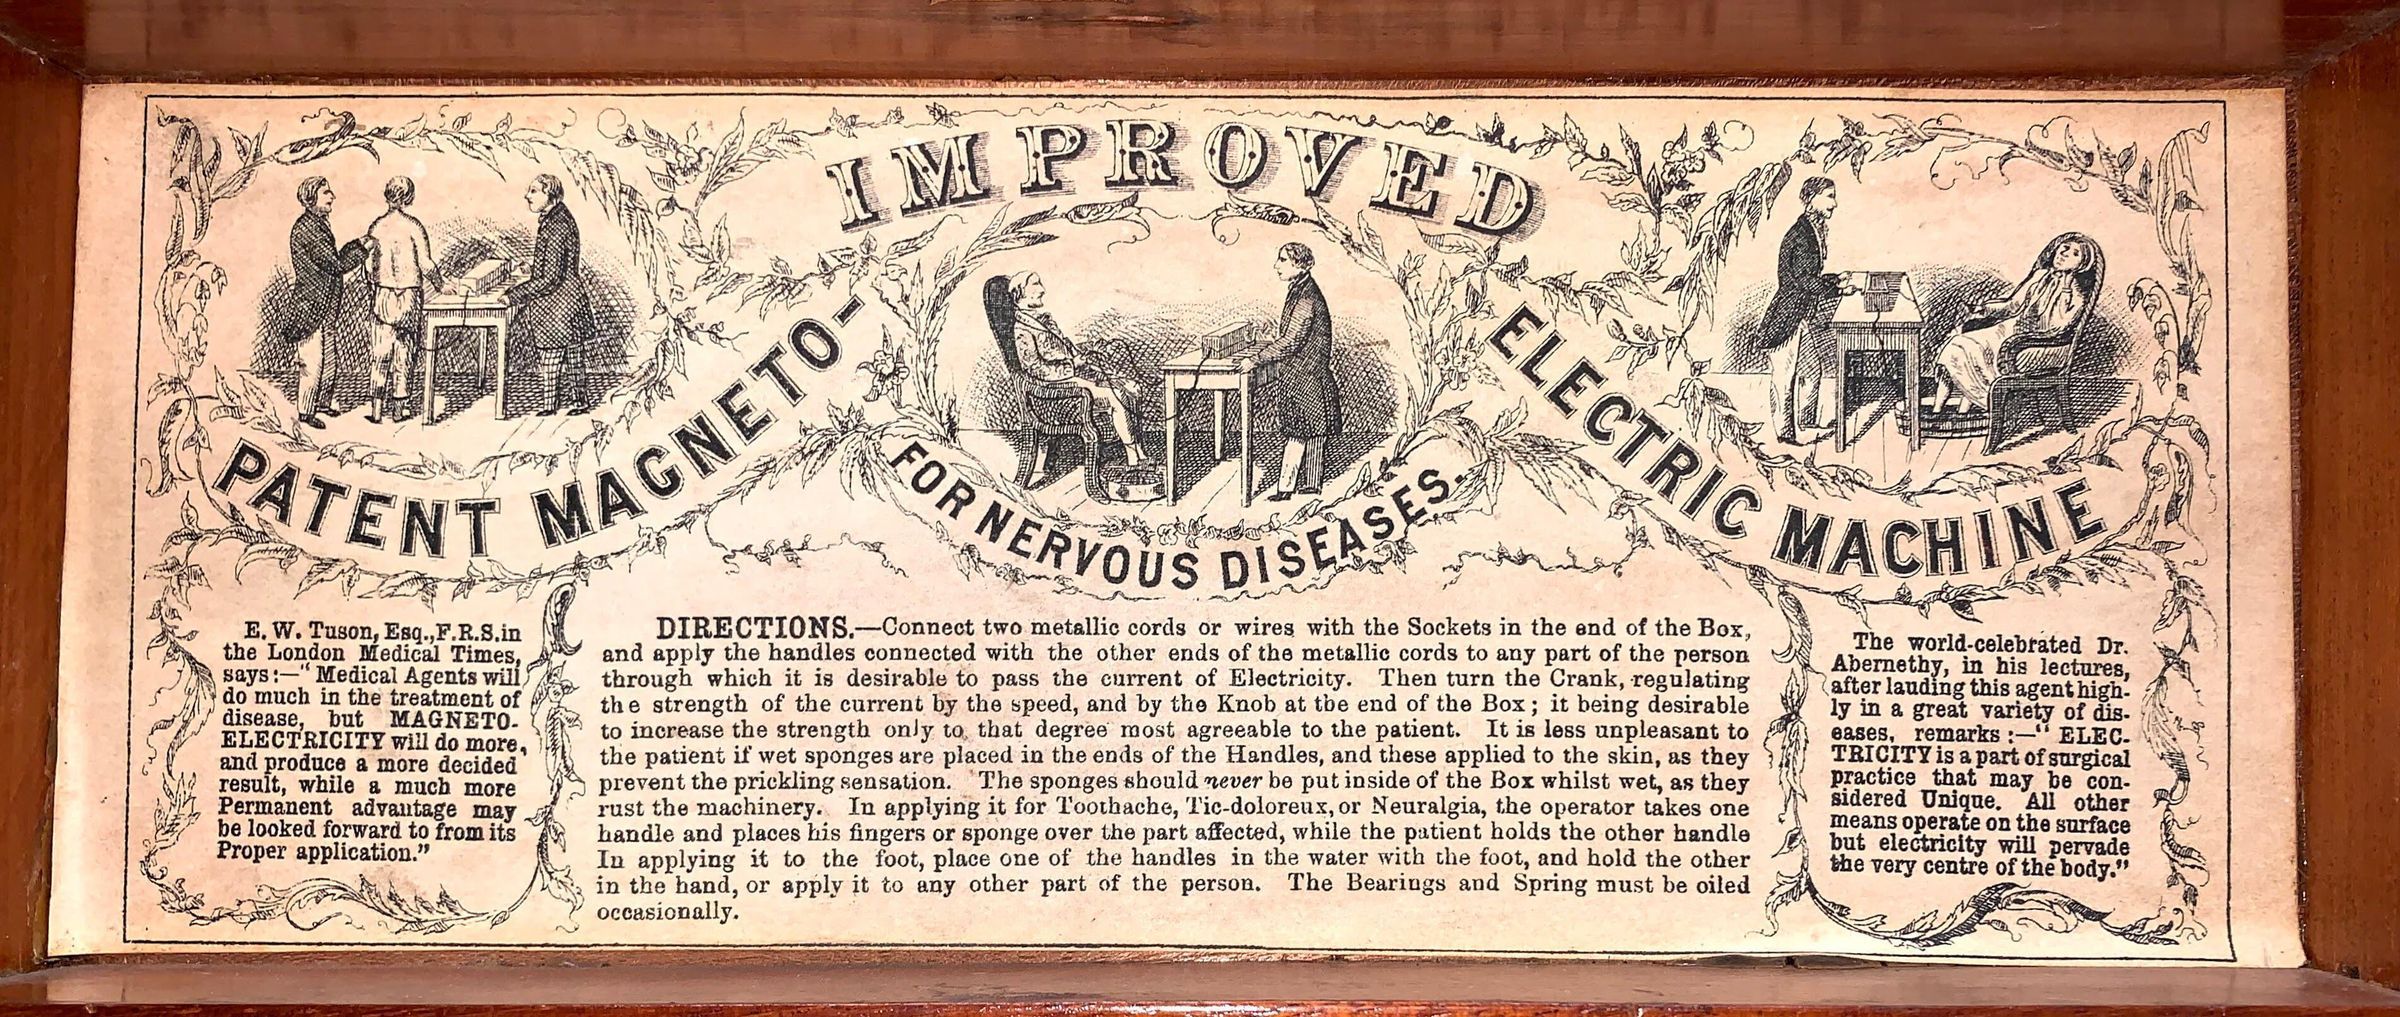 IMPROVED
PATENT MAGNETO-
ELECTRIC MACHINE
FOR NERVOUS DISEASES.
E. W. Tuson, Esq., F.R.S. in
the London Medical Times,
says:—"Medical Agents will
do much in the treatment of
disease, but MAGNETO-
ELECTRICITY will do more,
and produce a more decided
result, while a much more
Permanent advantage may
be looked forward to from its
Proper application."
DIRECTIONS.—Connect two metallic cords or wires with the Sockets in the end of the Box,
and apply the handles connected with the other ends of the metallic cords to any part of the person
through which it is desirable to pass the current of Electricity. Then turn the Crank, regulating
the strength of the current by the speed, and by the Knob at the end of the Box; it being desirable
to increase the strength only to that degree most agreeable to the patient. It is less unpleasant to
the patient if wet sponges are placed in the ends of the Handles, and these applied to the skin, as they
prevent the prickling sensation. The sponges should never be put inside of the Box whilst wet, as they
rust the machinery. In applying it for Toothache, Tic-doloreux, or Neuralgia, the operator takes one
handle and places his fingers or sponge over the part affected, while the patient holds the other handle
In applying it to the foot, place one of the handles in the water with the foot, and hold the other
in the hand, or apply it to any other part of the person. The Bearings and Spring must be oiled
occasionally.
The world-celebrated Dr.
Abernethy, in his lectures,
after lauding this agent high-
ly in a great variety of dis-
eases, remarks:—"ELEC-
TRICITY is a part of surgical
practice that may be con-
sidered Unique. All other
means operate on the surface
but electricity will pervade
the very centre of the body."